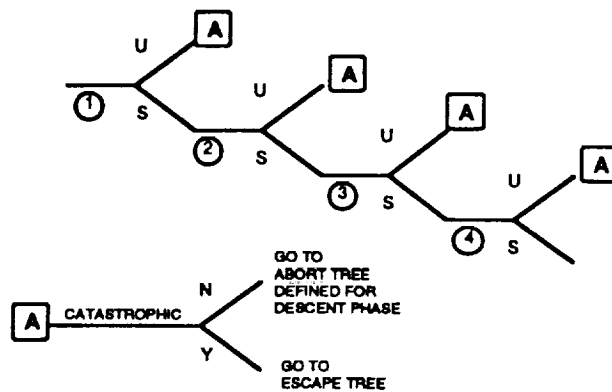 A
U
1
S
A
U
2
S
A
U
3
S
A
U
4
S
GO TO
ABORT TREE
DEFINED FOR
DESCENT PHASE
N
A CATASTROPHIC
Y
GO TO
ESCAPE TREE